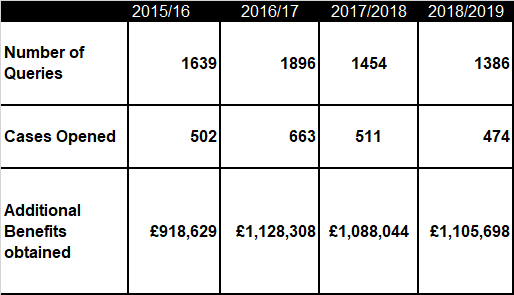 2015/16 2016/17 2017/2018 2018/2019
Number of
Queries 1639 1896 1454 1386
Cases Opened 502 663 511 474
Additional
Benefits £918,629 £1,128,308 £1,088,044 £1,105,698
obtained